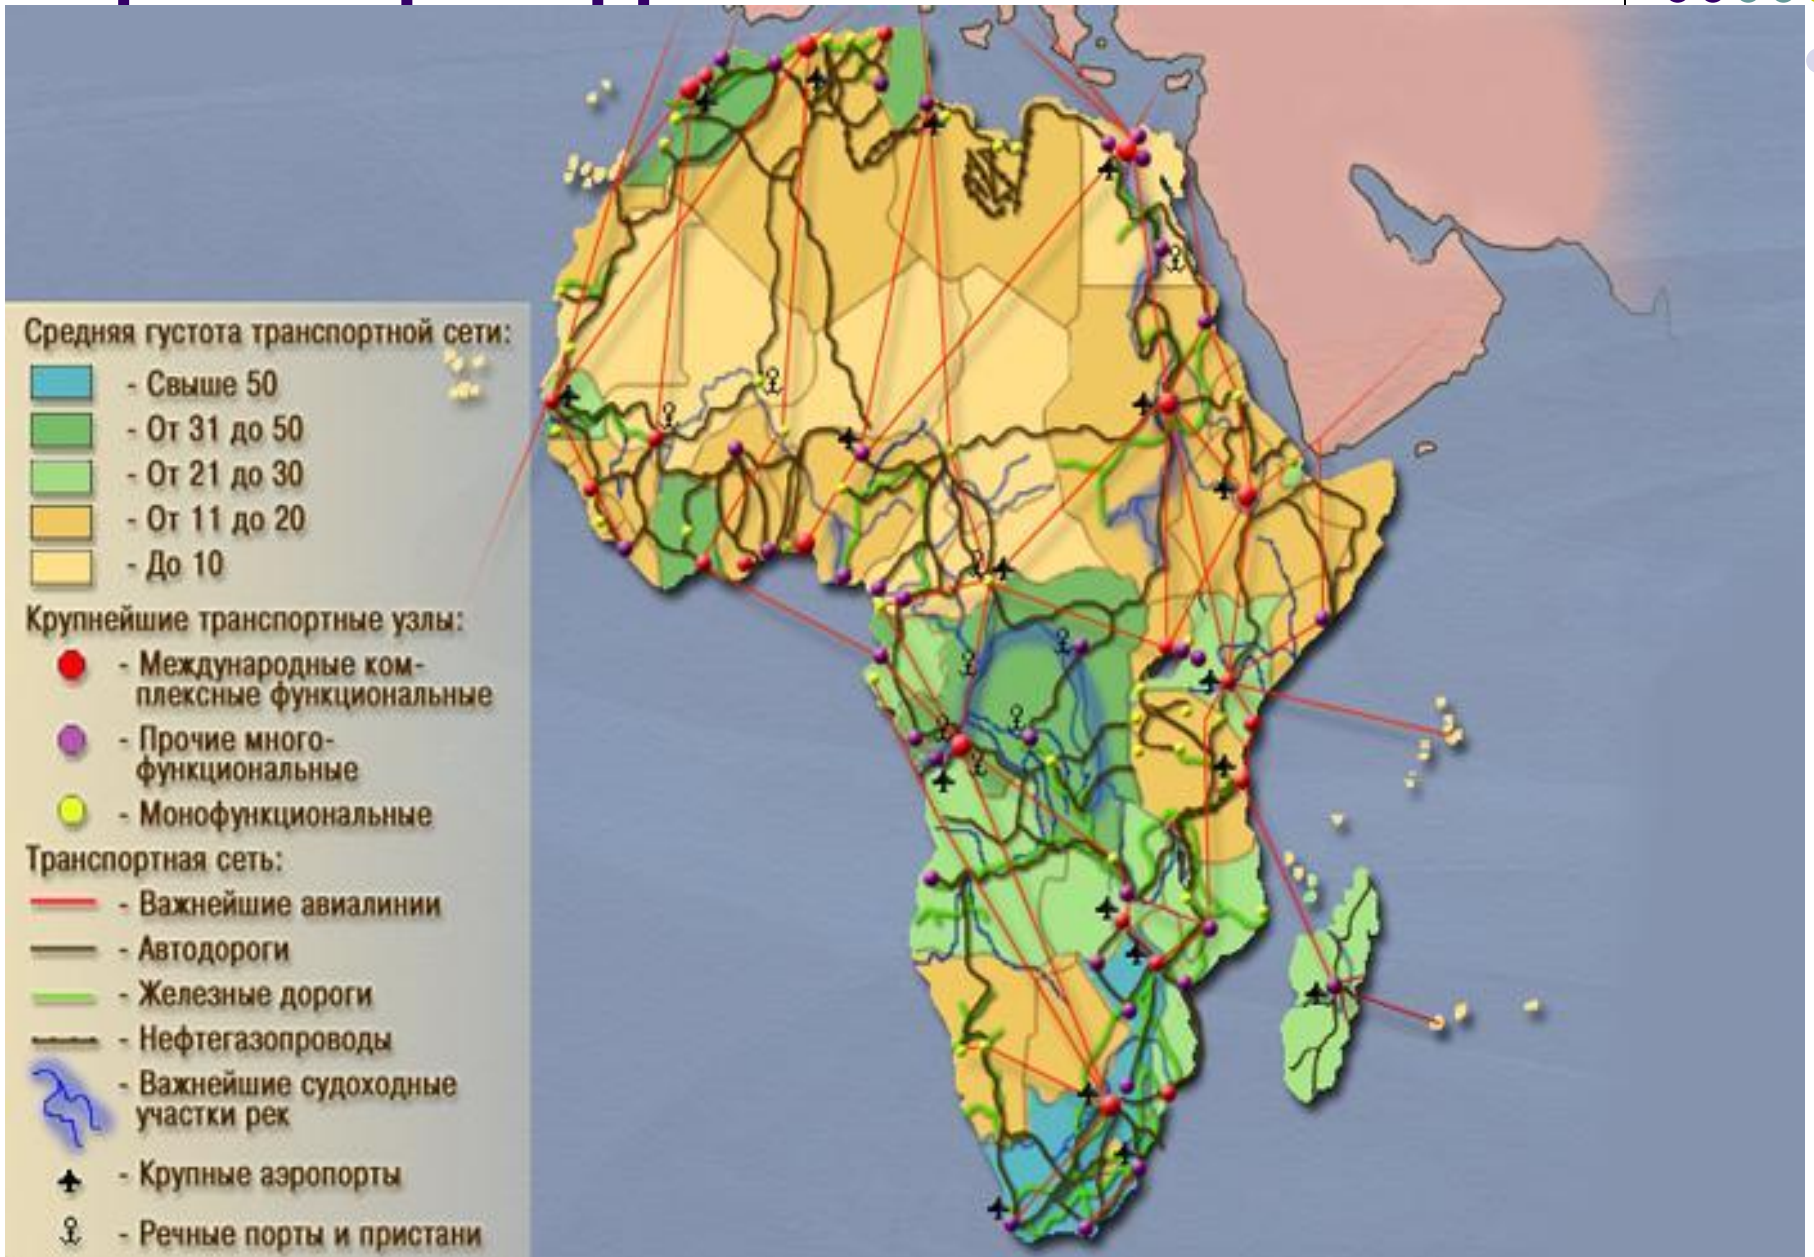 Средняя густота транспортной сети:
- Свыше 50
- От 31 до 50
- От 21 до 30
- От 11 до 20
- До 10
Крупнейшие транспортные узлы:
- Международные ком-
плексные функциональные
- Прочие много-
функциональные
- Монофункциональные
Транспортная сеть:
- Важнейшие авиалинии
- Автодороги
- Железные дороги
- Нефтегазопроводы
- Важнейшие судоходные
участки рек
- Крупные аэропорты
- Речные порты и пристани